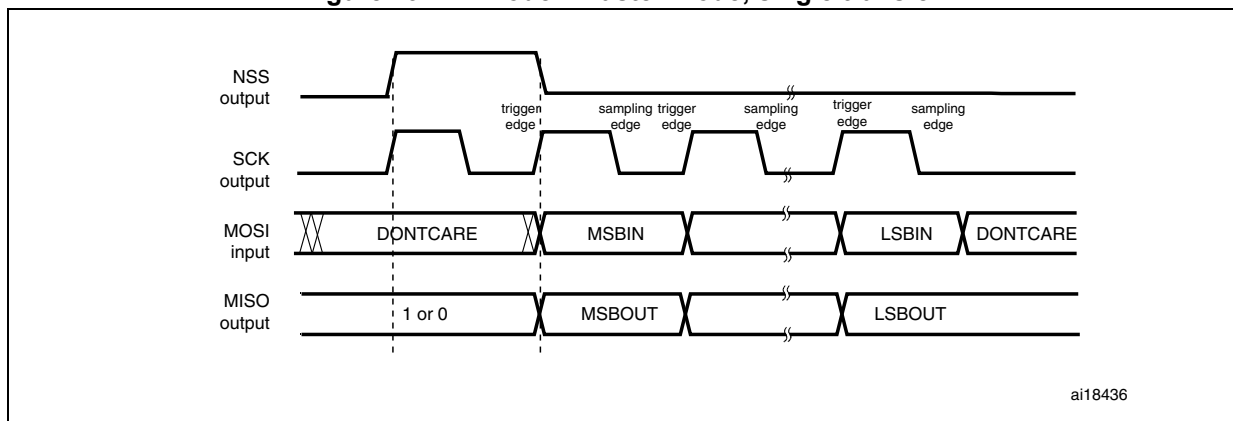 NSS
output
trigger
edge
sampling
edge
trigger
edge
sampling
edge
trigger
edge
sampling
edge
SCK
output
MOSI
input
DONTCARE
MSBIN
LSBIN
DONTCARE
MISO
output
1 or 0
MSBOUT
LSBOUT
ai18436